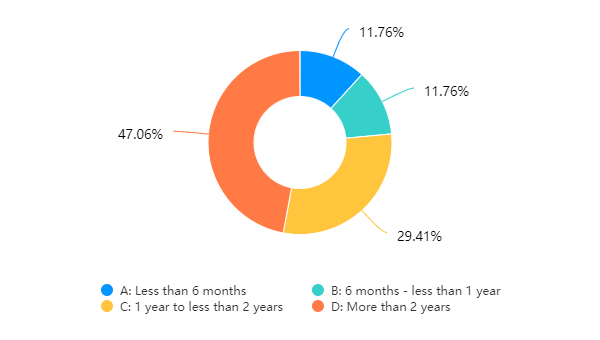 11.76%
11.76%
47.06%
29.41%
A: Less than 6 months
B: 6 months - less than 1 year
C: 1 year to less than 2 years
D: More than 2 years